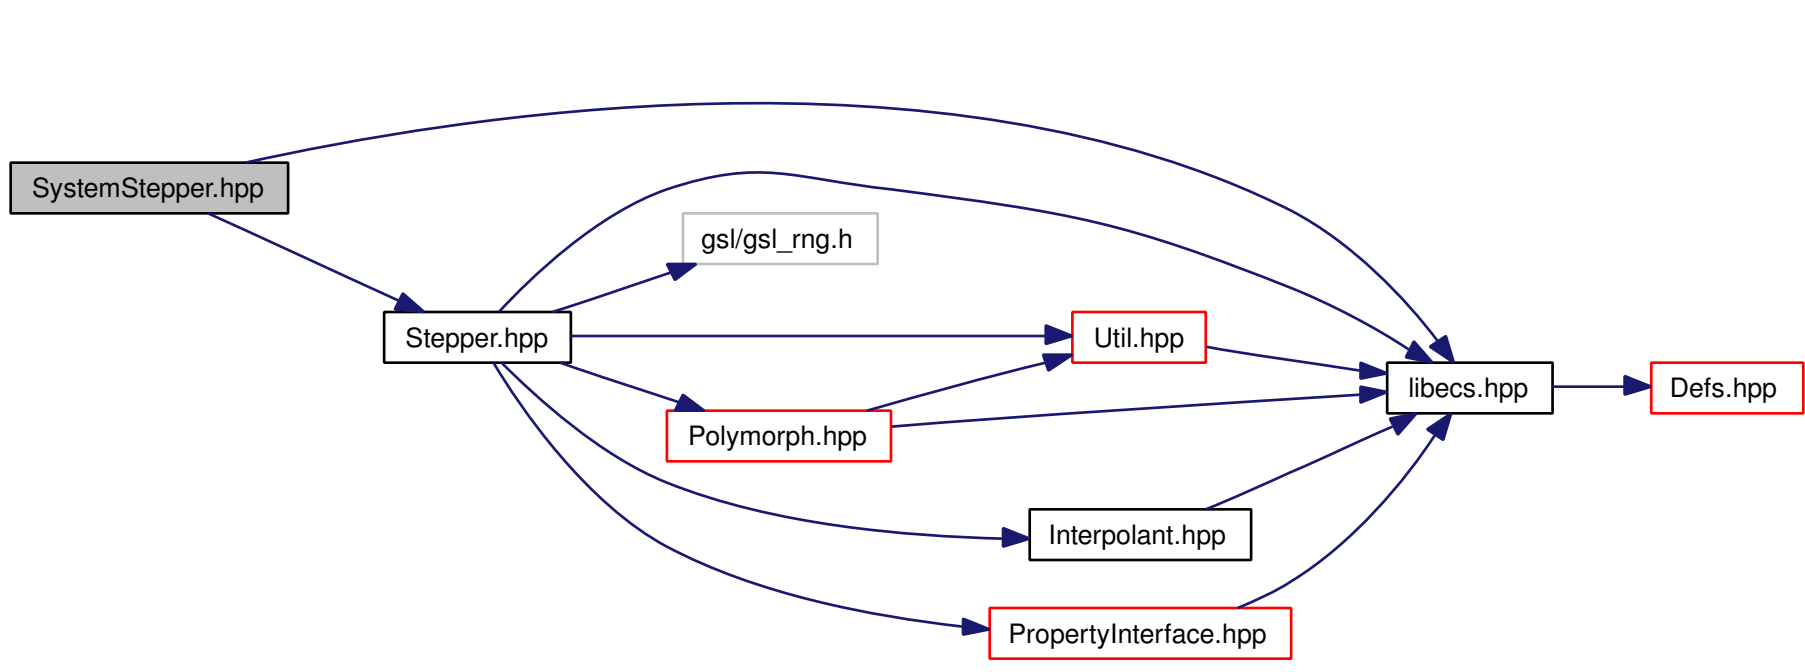 SystemStepper.hpp
gsl/gsl_rng.h
Stepper.hpp
Util.hpp
libecs.hpp
Defs.hpp
Polymorph.hpp
Interpolant.hpp
PropertyInterface.hpp